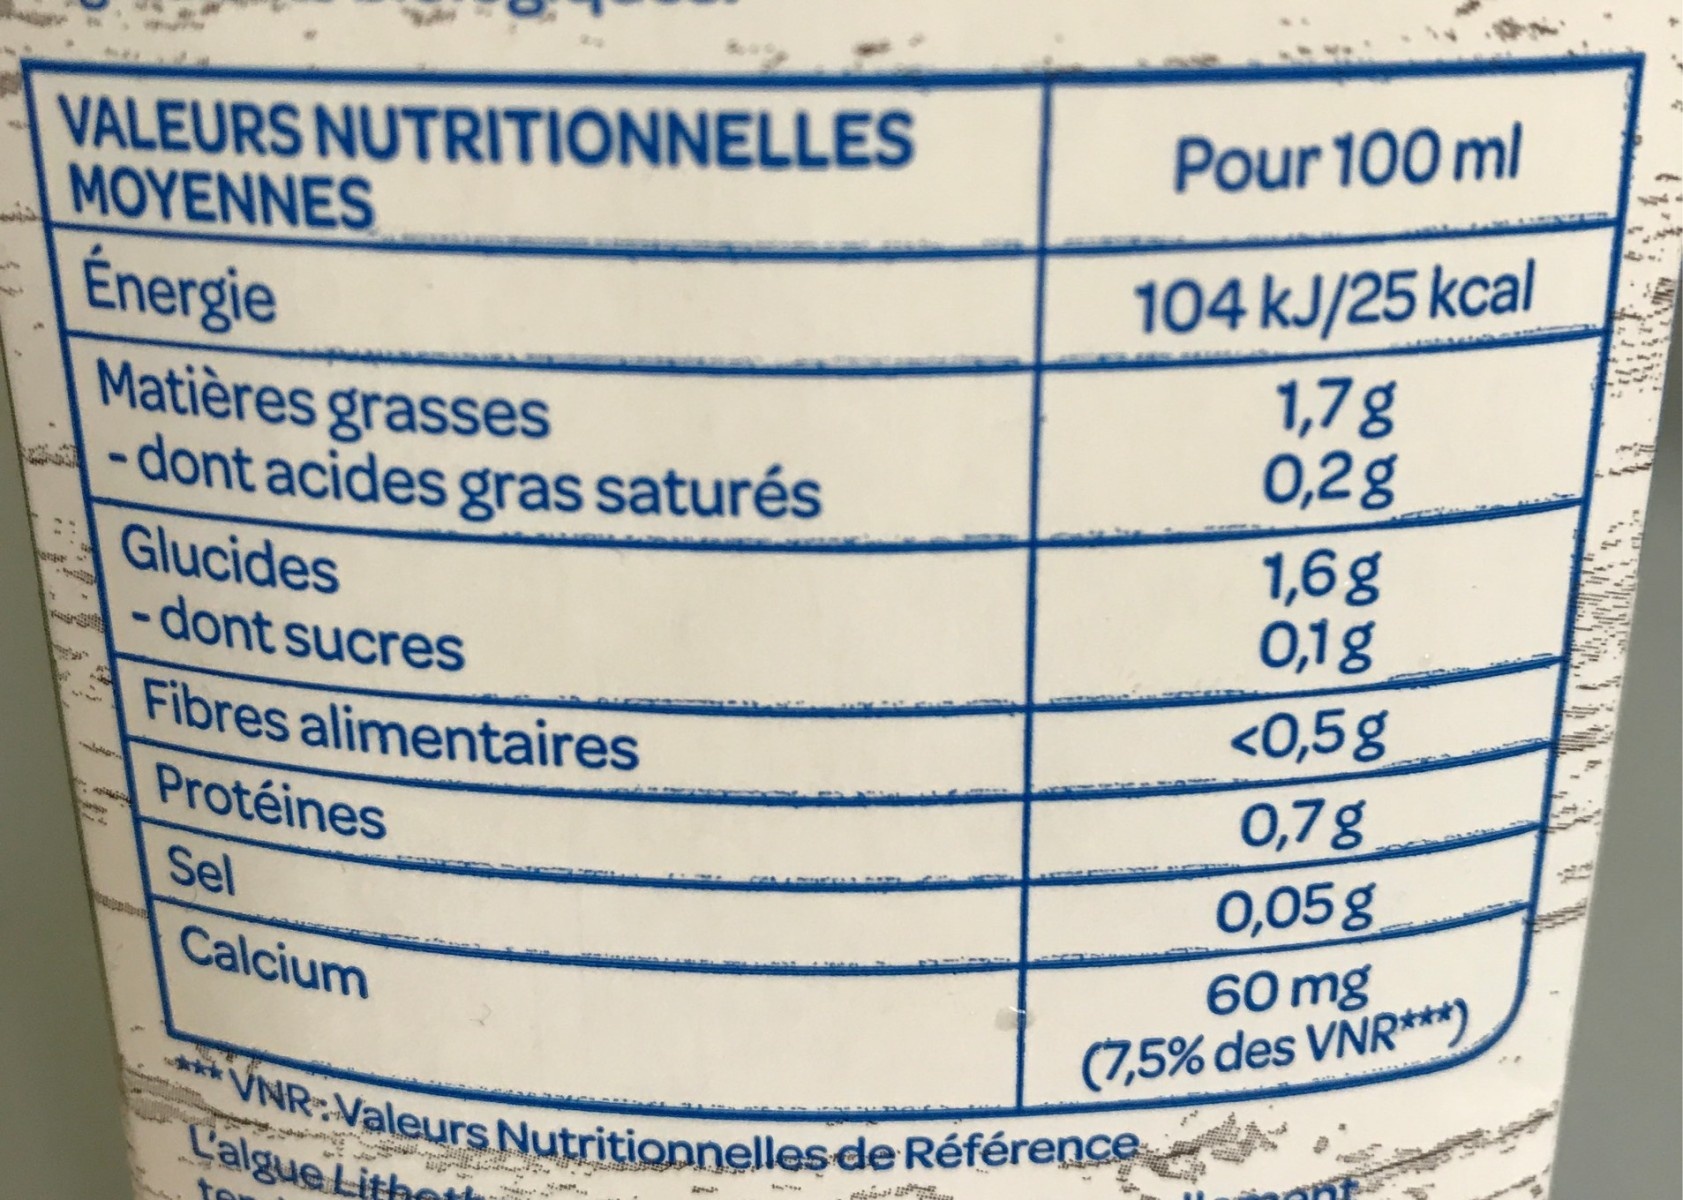 VALEURS NUTRITIONNELLES
MOYENNES
Pour 100 ml
Énergie
104 kJ/25 kcal
Matières grasses
1,7 g
- dont acides gras saturés
0,2 g
Glucides
1,6 g
- dont sucres
0,1 g
Fibres alimentaires
<0,5 g
Protéines
0,7 g
Sel
0,05 g
Calcium
60 mg
(7,5% des VNR***)
*** VNR : Valeurs Nutritionnelles de Référence
L'algue